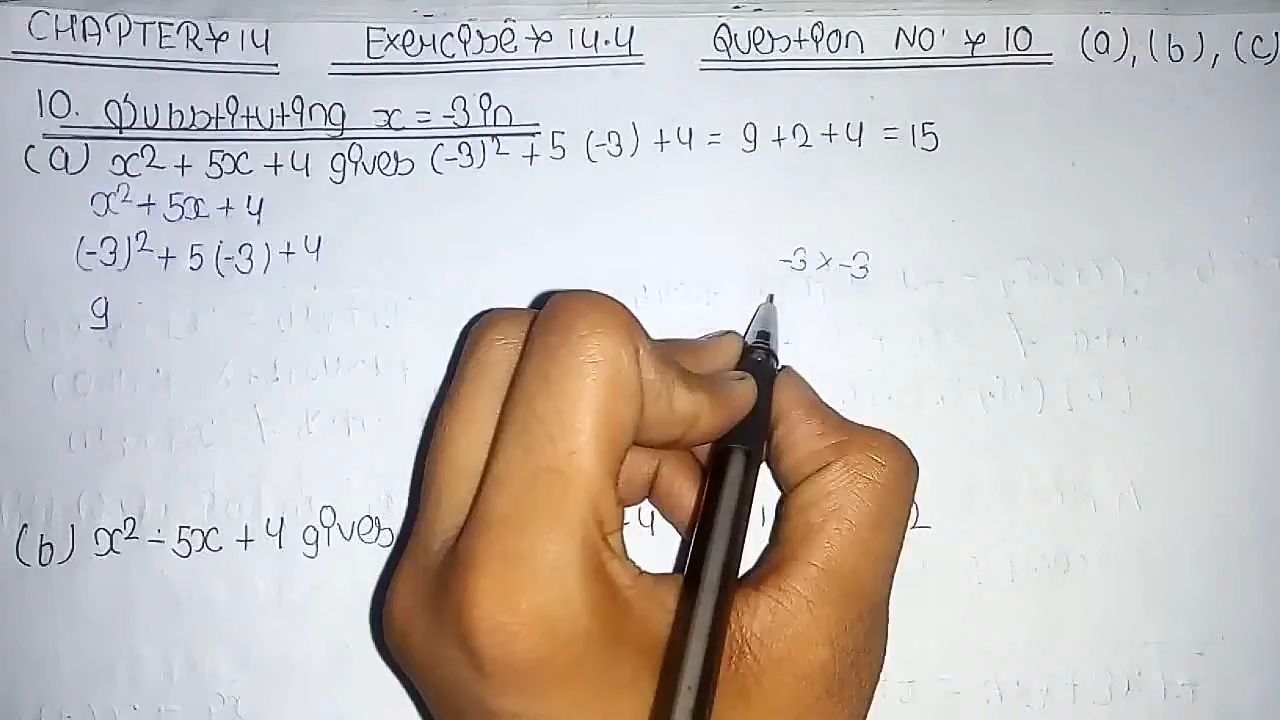 CHAPTER → 14 Exercise → 14.4 Question NO. → 10 (a), (b), (c)
10. Substituting x = -3 in
(a) x² + 5x + 4 gives (-3)² + 5 (-3) + 4 = 9 + 2 + 4 = 15
x² + 5x + 4
(-3)² + 5 (-3) + 4
-3 × -3
9
(b) x² - 5x + 4 gives